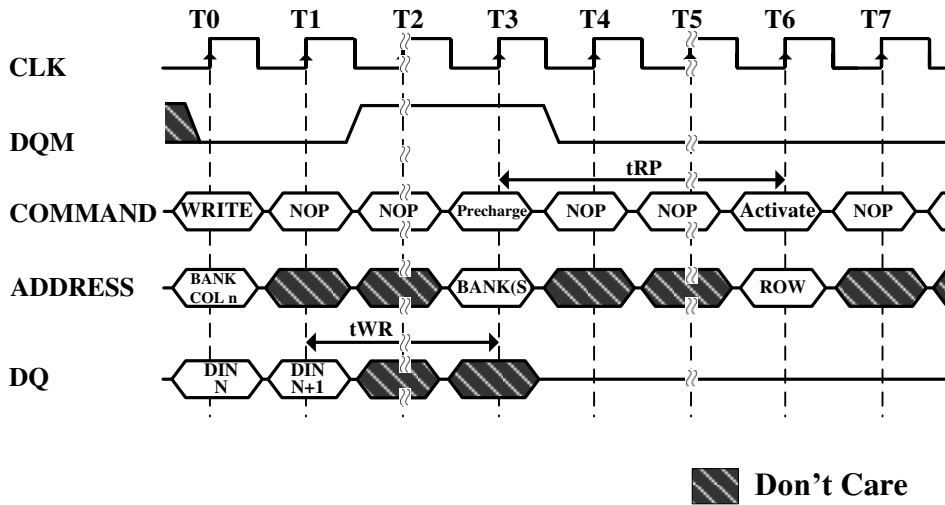 T0 T1 T2 T3 T4 T5 T6 T7
CLK
DQM
tRP
COMMAND WRITE NOP NOP Precharge NOP NOP Activate NOP
ADDRESS BANK COL n BANK(S ROW
tWR
DQ DIN N DIN N+1
Don't Care